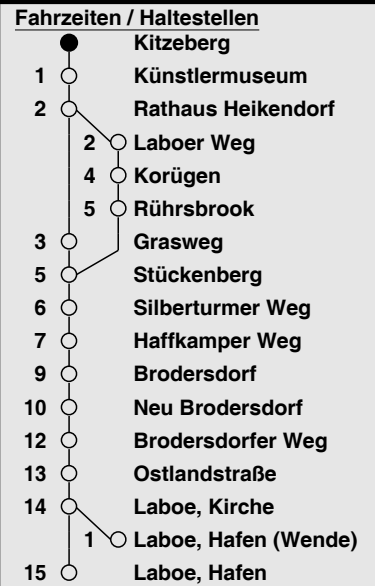 Fahrzeiten / Haltestellen
Kitzeberg
1 Künstlermuseum
2 Rathaus Heikendorf
2 Laboer Weg
4 Korügen
5 Rührsbrook
3 Grasweg
5 Stückenberg
6 Silberturmer Weg
7 Haffkamper Weg
9 Brodersdorf
10 Neu Brodersdorf
12 Brodersdorfer Weg
13 Ostlandstraße
14 Laboe, Kirche
1 Laboe, Hafen (Wende)
15 Laboe, Hafen